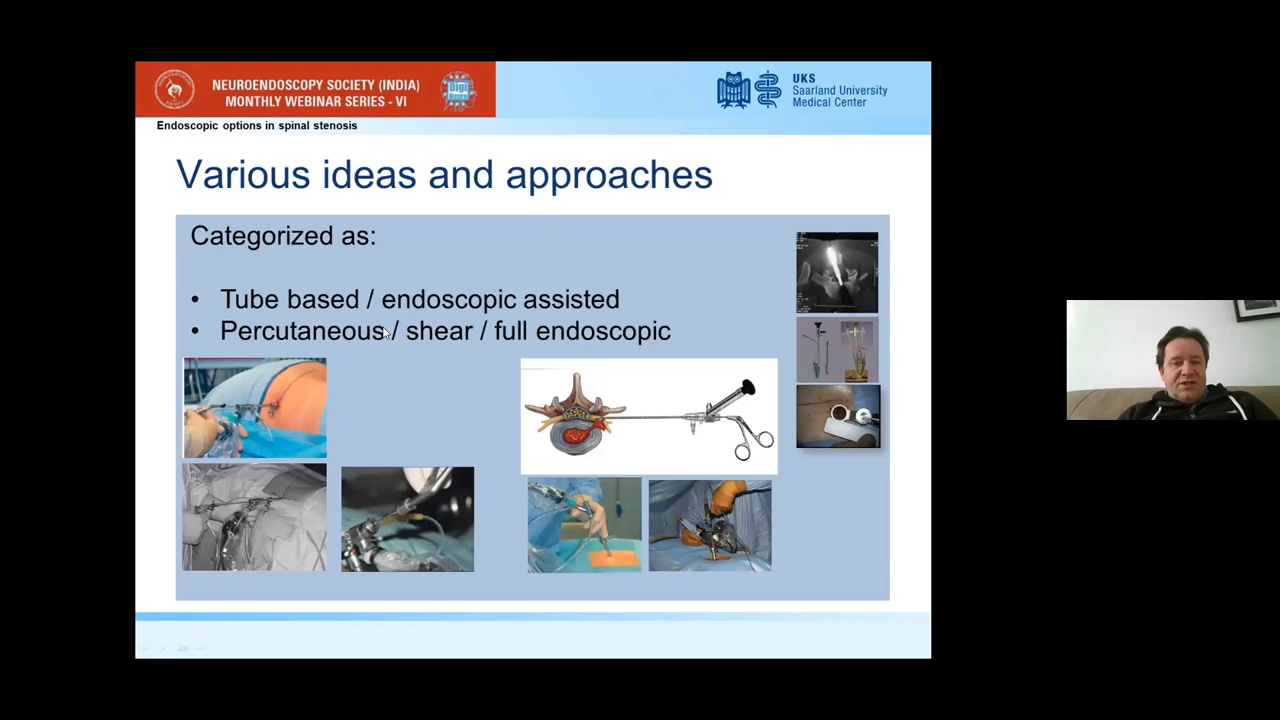 NEUROENDOSCOPY SOCIETY (INDIA)
MONTHLY WEBINAR SERIES - VI
UKS
Saarland University
Medical Center
Endoscopic options in spinal stenosis
Various ideas and approaches
Categorized as:
• Tube based / endoscopic assisted
• Percutaneous / shear / full endoscopic